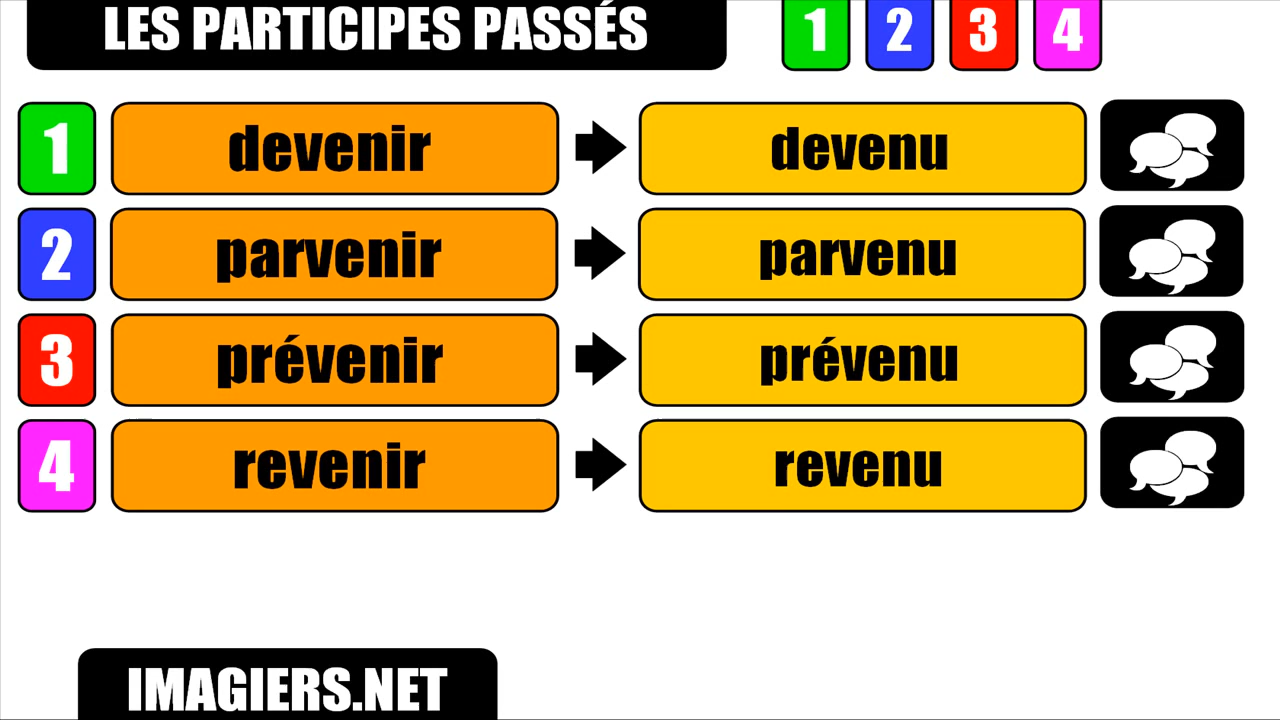 LES PARTICIPES PASSÉS 1 2 3 4
1 devenir devenu
2 parvenir parvenu
3 prévenir prévenu
4 revenir revenu
IMAGIERS.NET